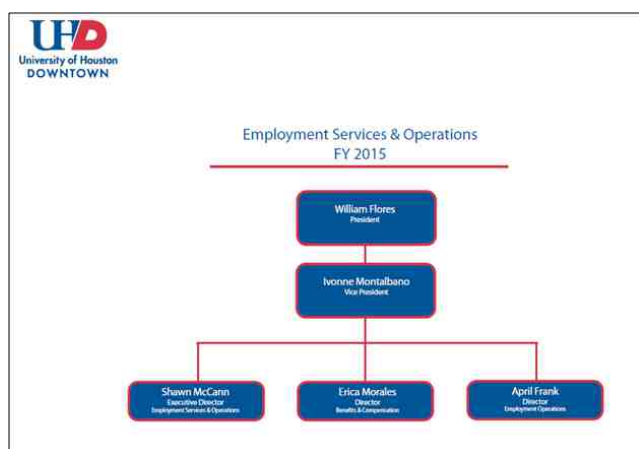 UHD
University of Houston
DOWNTOWN
Employment Services & Operations
FY 2015
William Flores
President
Ivonne Montalbano
Vice President
Shawn McCann
Executive Director
Employment Services & Operations
Erica Morales
Director
Benefits & Compensation
April Frank
Director
Employment Operations